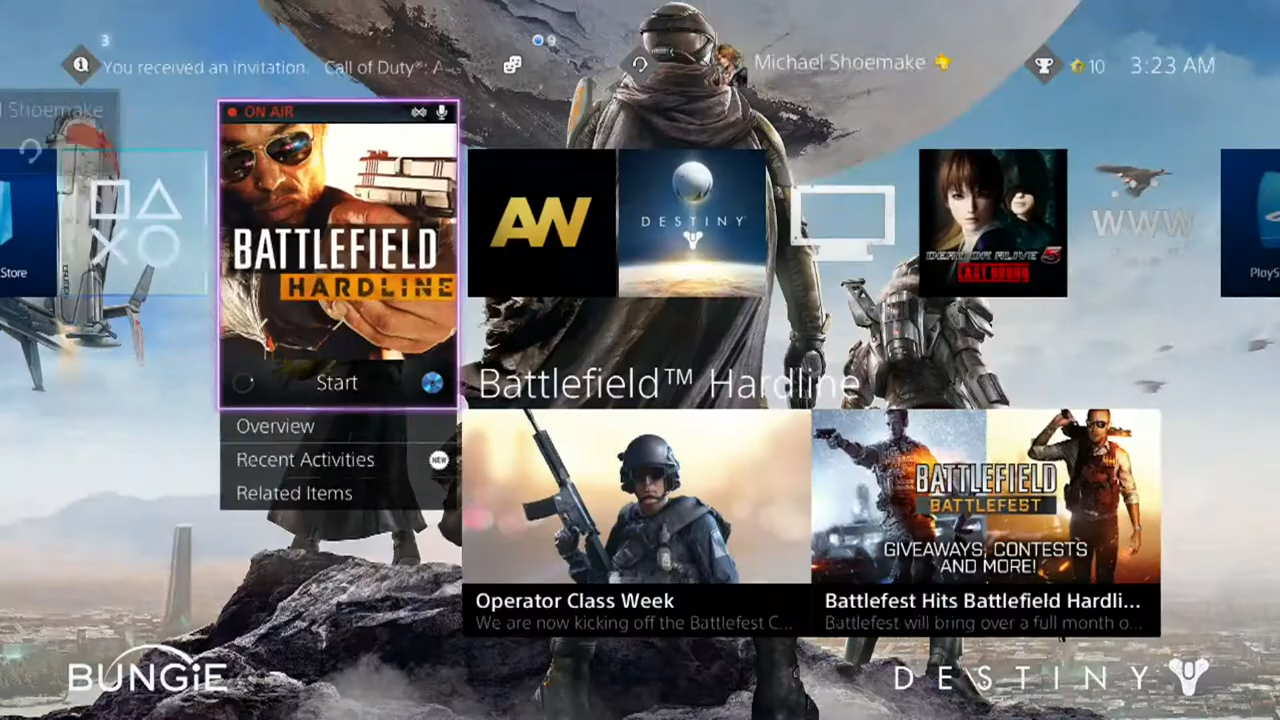 3
9
You received an invitation. Call of Duty®: A...
Michael Shoemake
10
3:23 AM
l Shoemake
ON AIR
BATTLEFIELD
HARDLINE
AW
DESTINY
DEAD OR ALIVE 5
LAST ROUND
WWW
Store
PlayS
Start
Battlefield™ Hardline
Overview
Recent Activities
NEW
Related Items
BATTLEFIELD
BATTLEFEST
GIVEAWAYS, CONTESTS
AND MORE!
Operator Class Week
We are now kicking off the Battlefest C...
Battlefest Hits Battlefield Hardli...
Battlefest will bring over a full month o...
BUNGiE
DESTINY